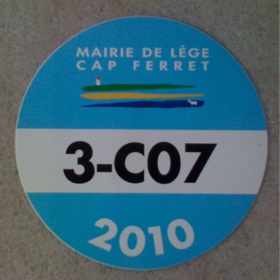 MAIRIE DE LÈGE
CAP FERRET
3-C07
2010